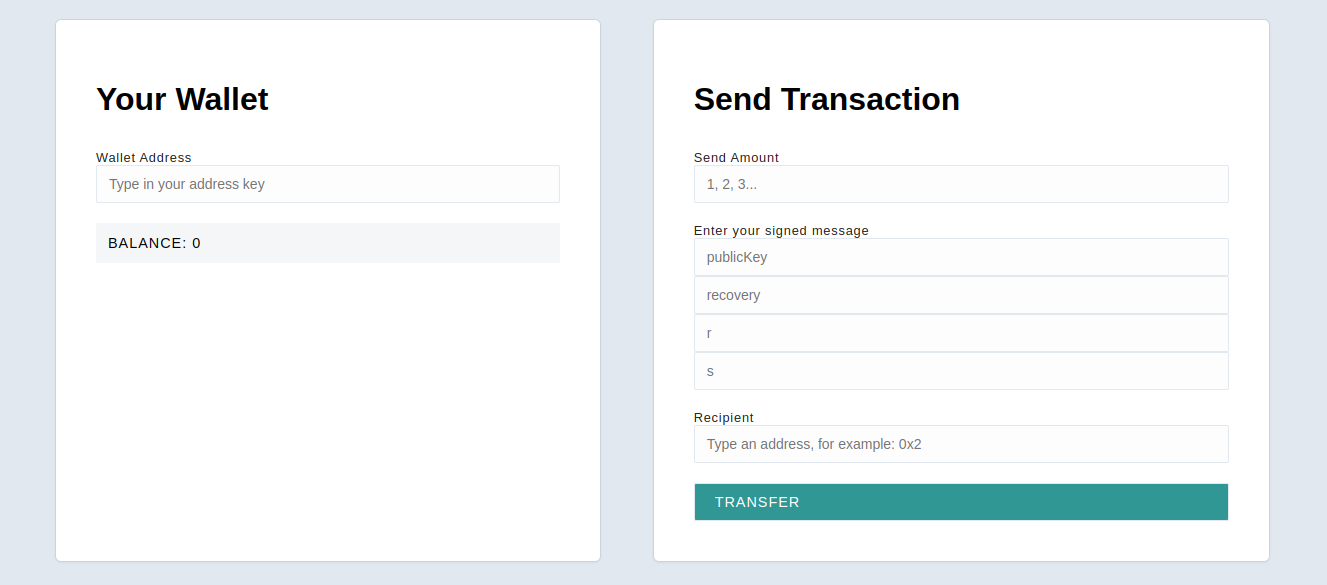 Your Wallet
Wallet Address
Type in your address key
BALANCE: 0
Send Transaction
Send Amount
1, 2, 3...
Enter your signed message
publicKey
recovery
r
s
Recipient
Type an address, for example: 0x2
TRANSFER